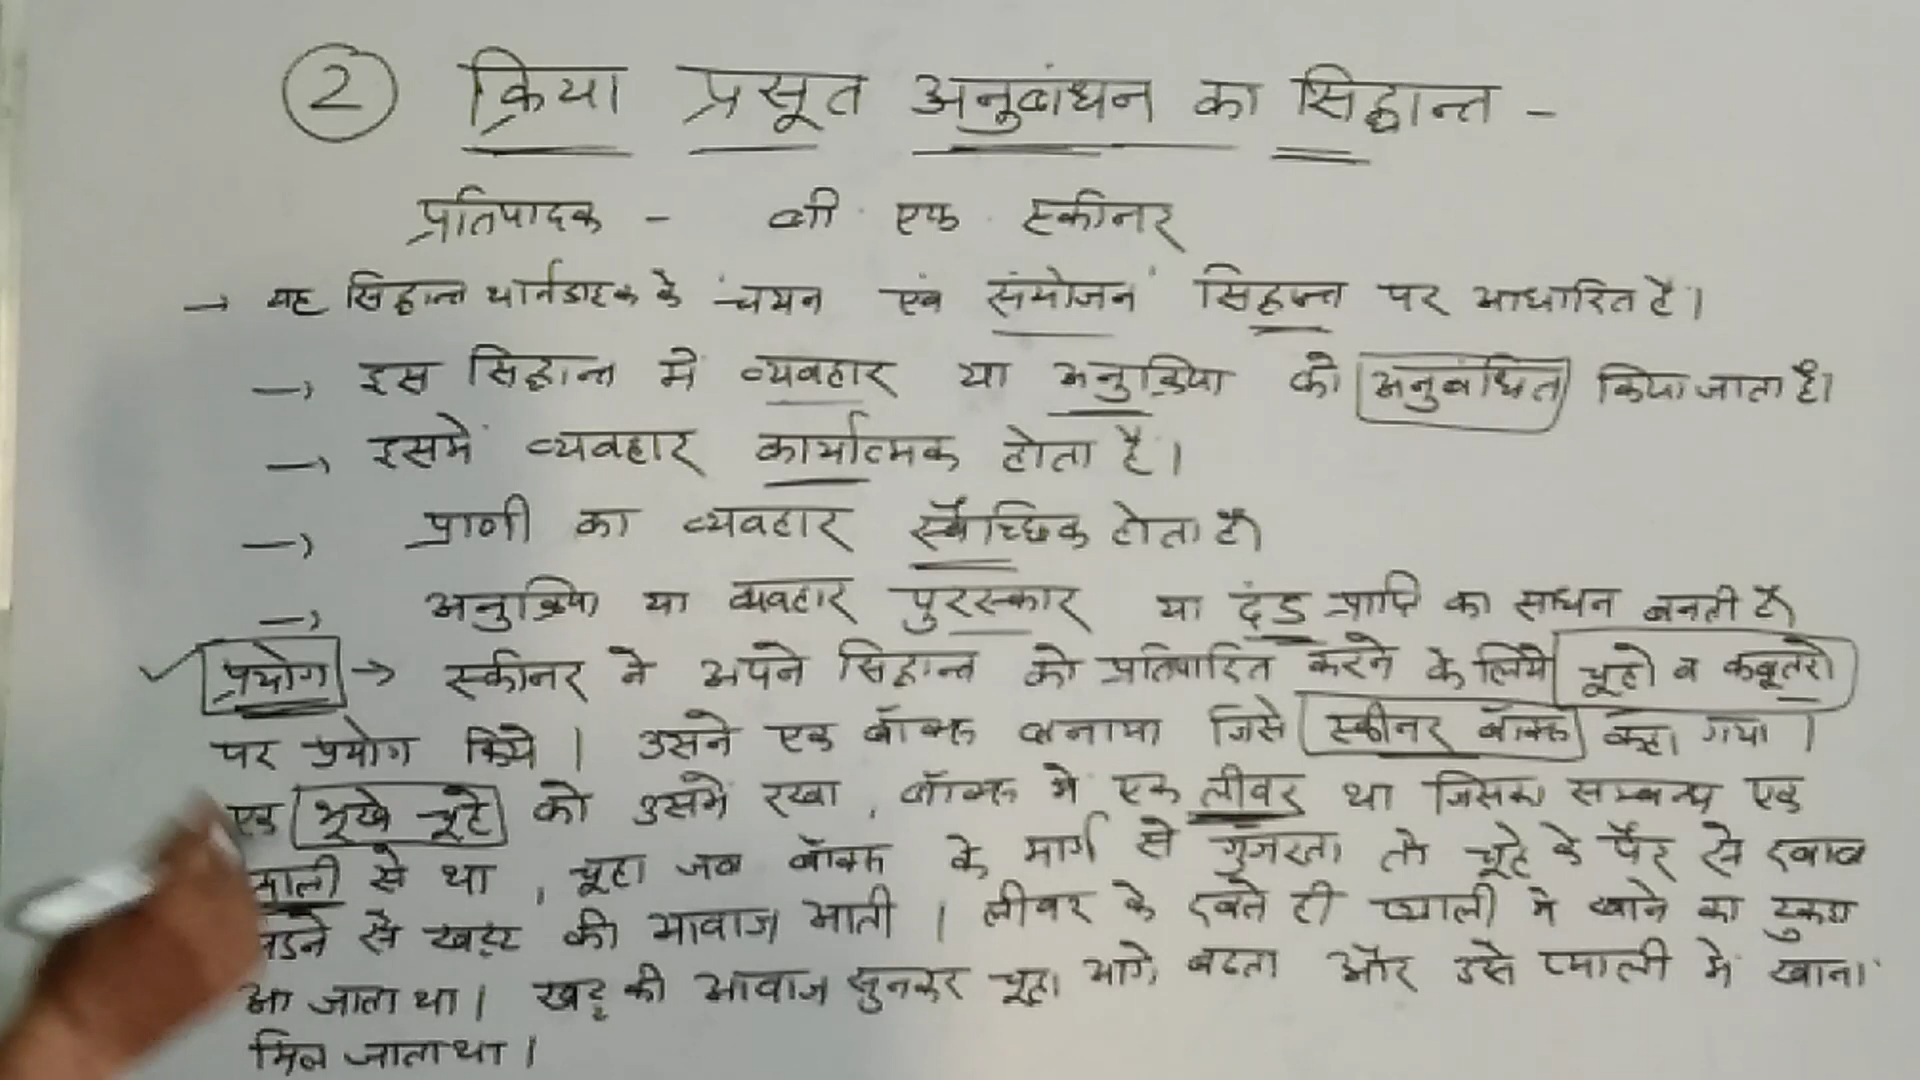 ② क्रिया प्रसूत अनुबंधन का सिद्धान्त -
प्रतिपादक - बी एफ स्कीनर
→ यह सिद्धान्त थार्नडाइक के चयन एवं संयोजन सिद्धान्त पर आधारित है।
→ इस सिद्धान्त में व्यवहार या अनुक्रिया को अनुबंधित किया जाता है।
→ इसमें व्यवहार कार्यात्मक होता है।
→ प्राणी का व्यवहार स्वैच्छिक होता है।
→ अनुक्रिया या व्यवहार पुरस्कार या दंड प्राप्ति का साधन बनती है।
प्रयोग → स्कीनर ने अपने सिद्धान्त को प्रतिपादित करने के लिये चूहो व कबूतरो
पर प्रयोग किये। उसने एक बॉक्स बनाया जिसे स्कीनर बॉक्स कहा गया।
एक भूखे चूहे को उसमे रखा, बॉक्स मे एक लीवर था जिसका सम्बन्ध एक
प्याली से था, चूहा जब बॉक्स के मार्ग से गुजरता तो चूहे के पैर से दबाव
पडने से खट्ट की आवाज आती। लीवर के दबते ही प्याली मे खाने का टुकडा
आ जाता था। खट्ट की आवाज सुनकर चूहा आगे बढता और उसे प्याली में खाना
मिल जाता था।